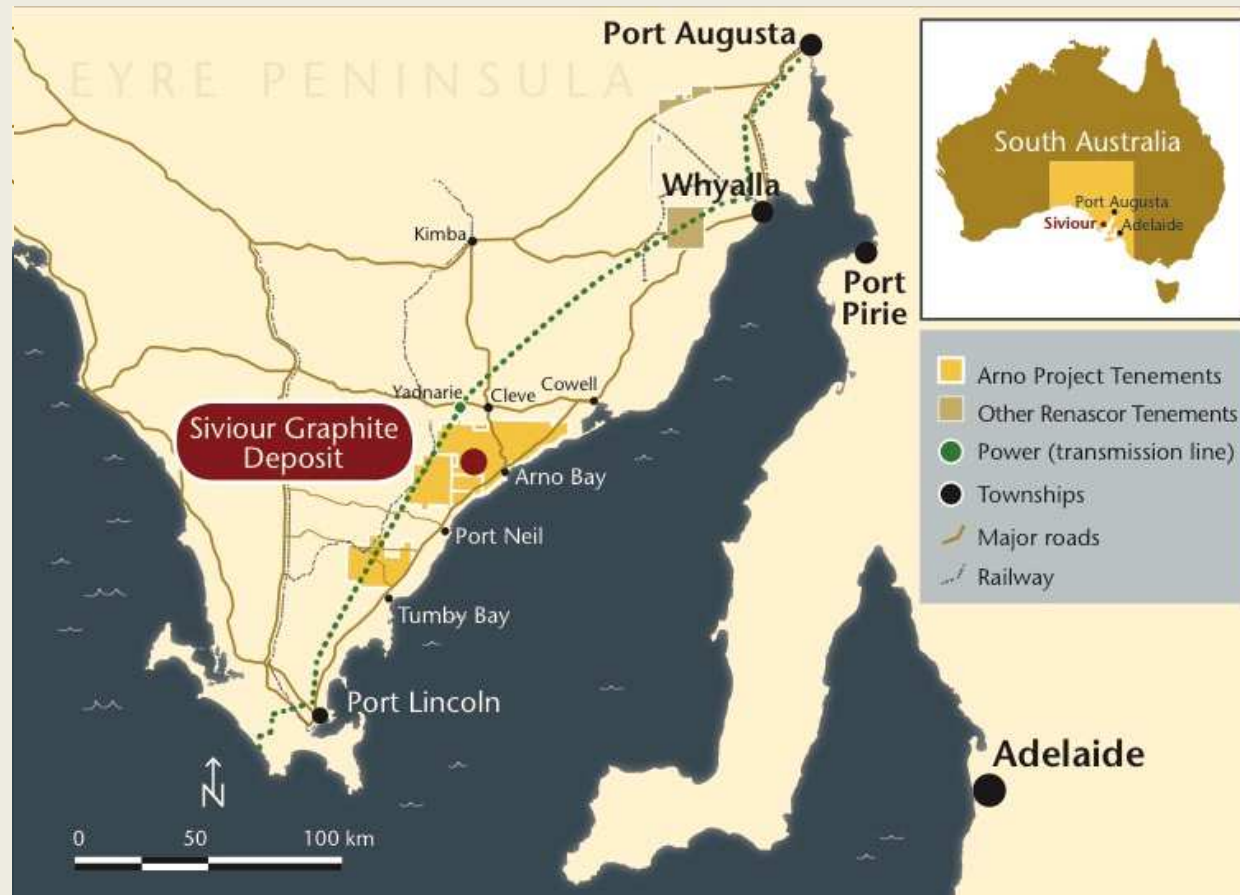 EYRE PENINSULA
Port Augusta
Whyalla
Kimba
Port
Pirie
Yadnarie
Cleve
Cowell
Siviour Graphite
Deposit
Arno Bay
Port Neil
Tumby Bay
Port Lincoln
Adelaide
N
0 50 100 km
South Australia
Port Augusta
Siviour
Adelaide
Arno Project Tenements
Other Renascor Tenements
Power (transmission line)
Townships
Major roads
Railway